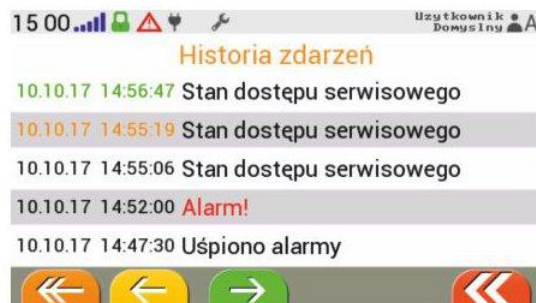 15 00 Użytkownik
Domyślny A
Historia zdarzeń
10.10.17 14:56:47 Stan dostępu serwisowego
10.10.17 14:55:19 Stan dostępu serwisowego
10.10.17 14:55:06 Stan dostępu serwisowego
10.10.17 14:52:00 Alarm!
10.10.17 14:47:30 Uśpiono alarmy